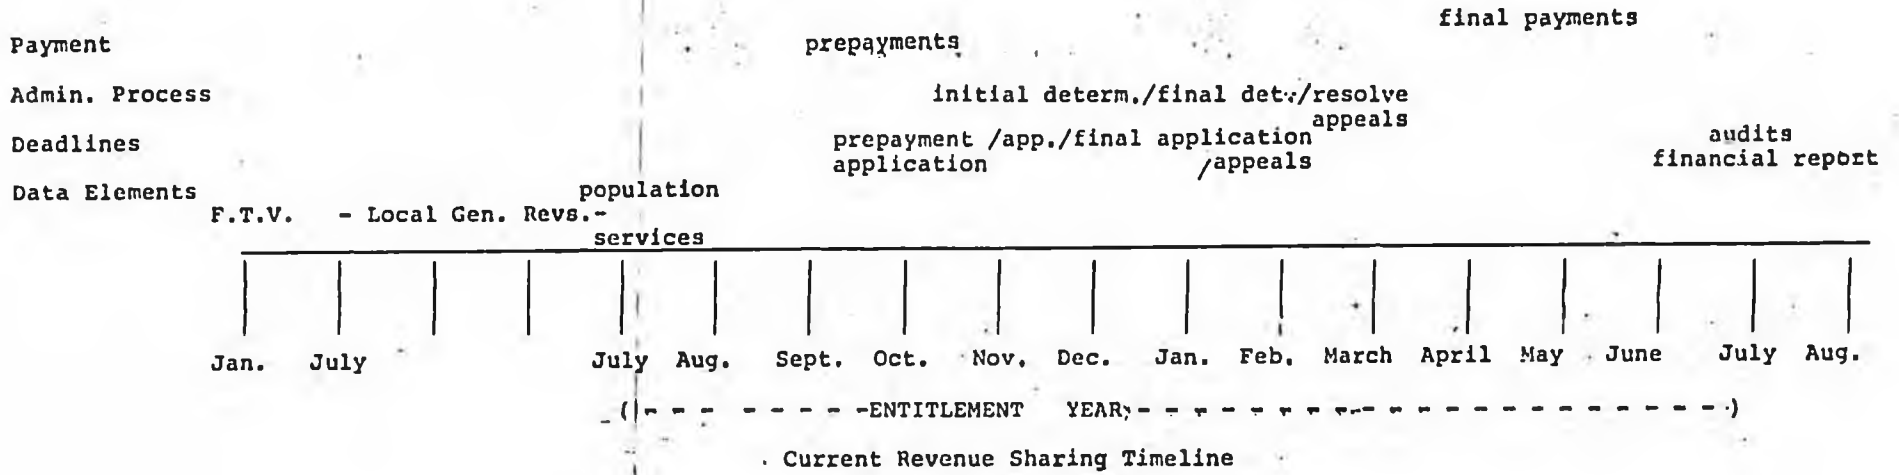 final payments
Payment prepayments
Admin. Process initial determ./final det./resolve
appeals
Deadlines prepayment /app./final application audits
application /appeals financial report
Data Elements population
F.T.V. - Local Gen. Revs.-
services
Jan. July July Aug. Sept. Oct. Nov. Dec. Jan. Feb. March April May June July Aug.
(- - - - - - - -ENTITLEMENT YEAR- - - - - - - - - - - - - - - - -)
Current Revenue Sharing Timeline